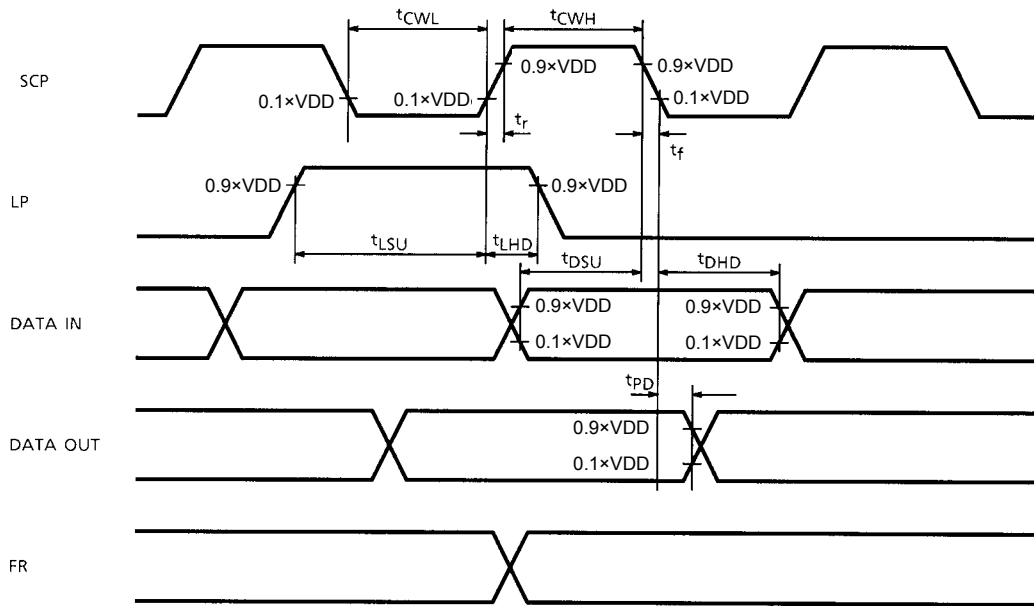 tCWL
tCWH
SCP
0.9×VDD
0.9×VDD
0.1×VDD
0.1×VDD
0.1×VDD
tr
tf
LP
0.9×VDD
0.9×VDD
tLSU
tLHD
tDSU
tDHD
DATA IN
0.9×VDD
0.9×VDD
0.1×VDD
0.1×VDD
tPD
DATA OUT
0.9×VDD
0.1×VDD
FR